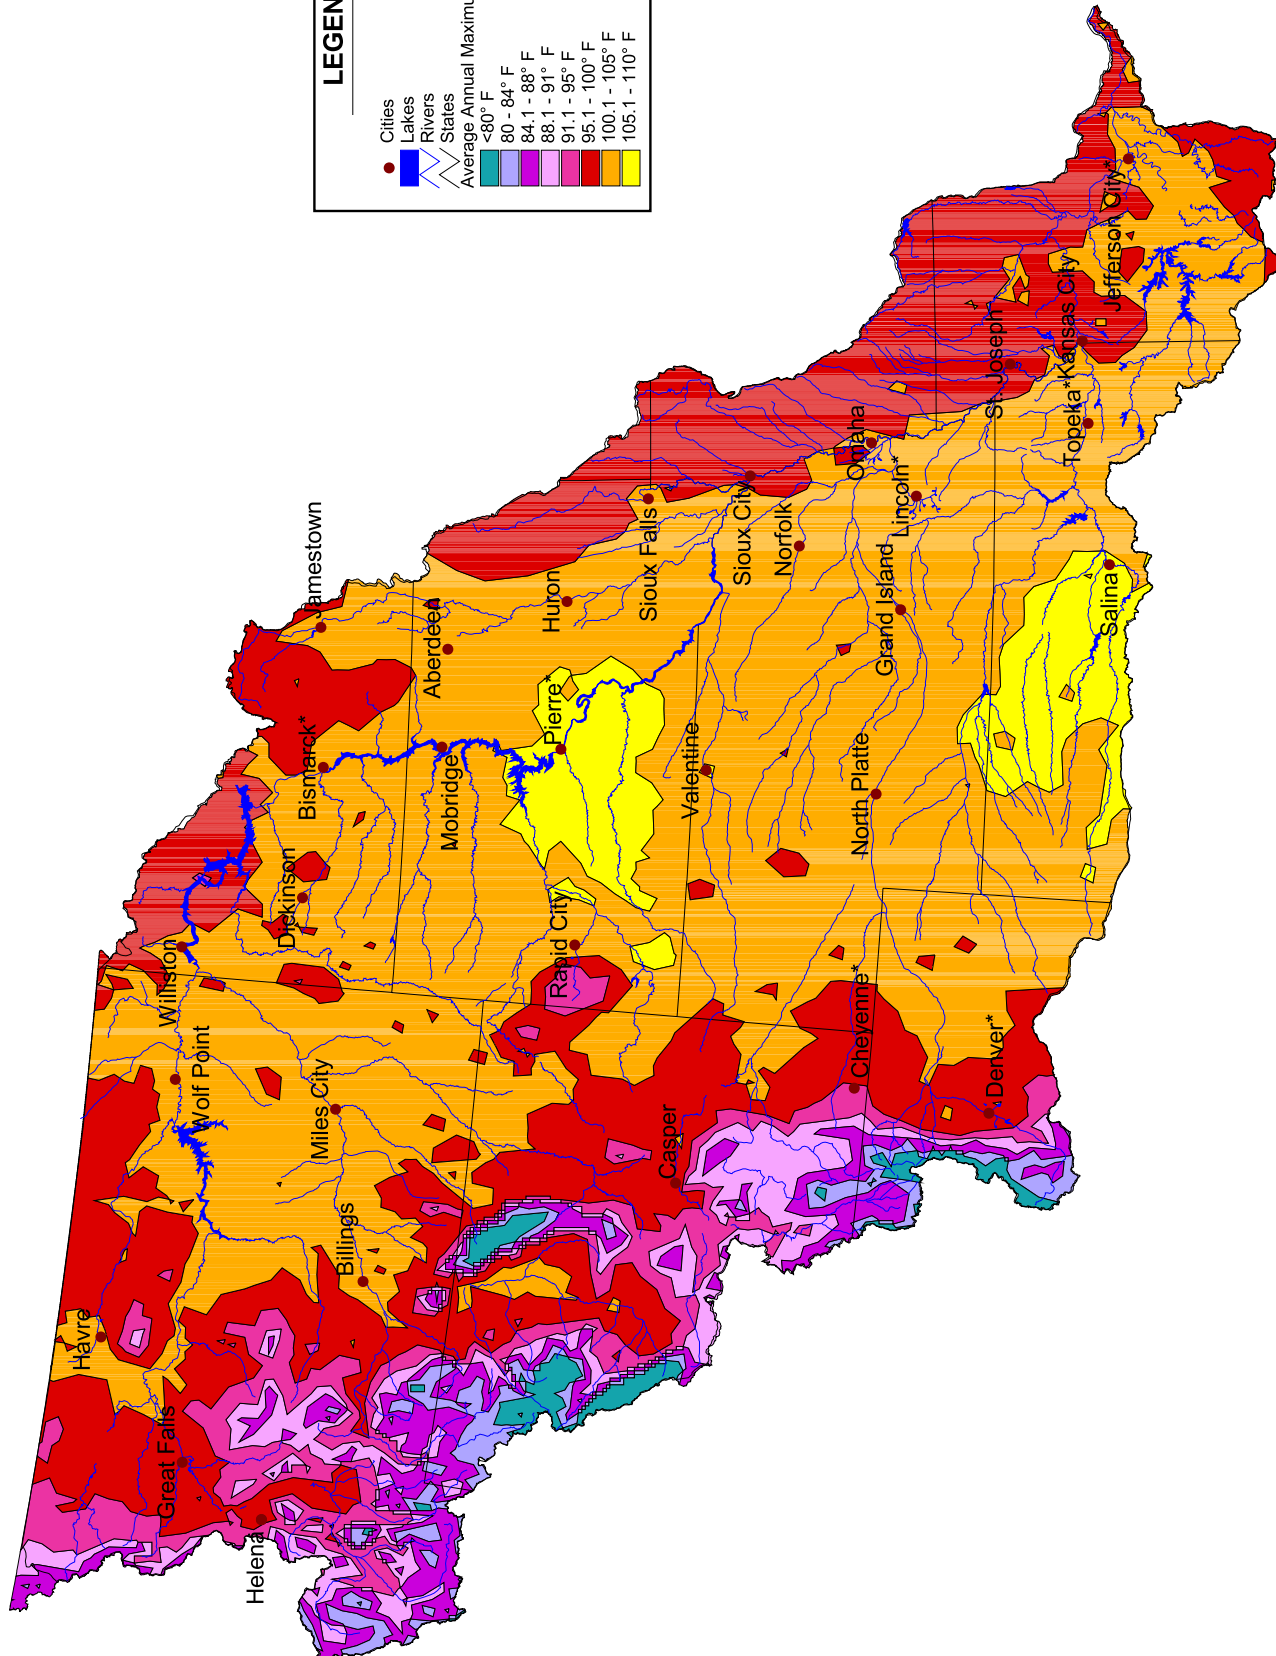 LEGEN
Cities
Lakes
Rivers
States
Average Annual Maximu
<80° F
80 - 84° F
84.1 - 88° F
88.1 - 91° F
91.1 - 95° F
95.1 - 100° F
100.1 - 105° F
105.1 - 110° F
Havre
Great Falls
Helena
Wolf Point
Miles City
Billings
Williston
Dickinson
Bismarck*
Jamestown
Mobridge
Aberdeen
Huron
Pierre*
Rapid City
Sioux Falls
Casper
Cheyenne*
Denver*
Valentine
North Platte
Sioux City
Norfolk
Grand Island
Lincoln*
Omaha
St. Joseph
Topeka*
Kansas City
Jefferson City*
Salina